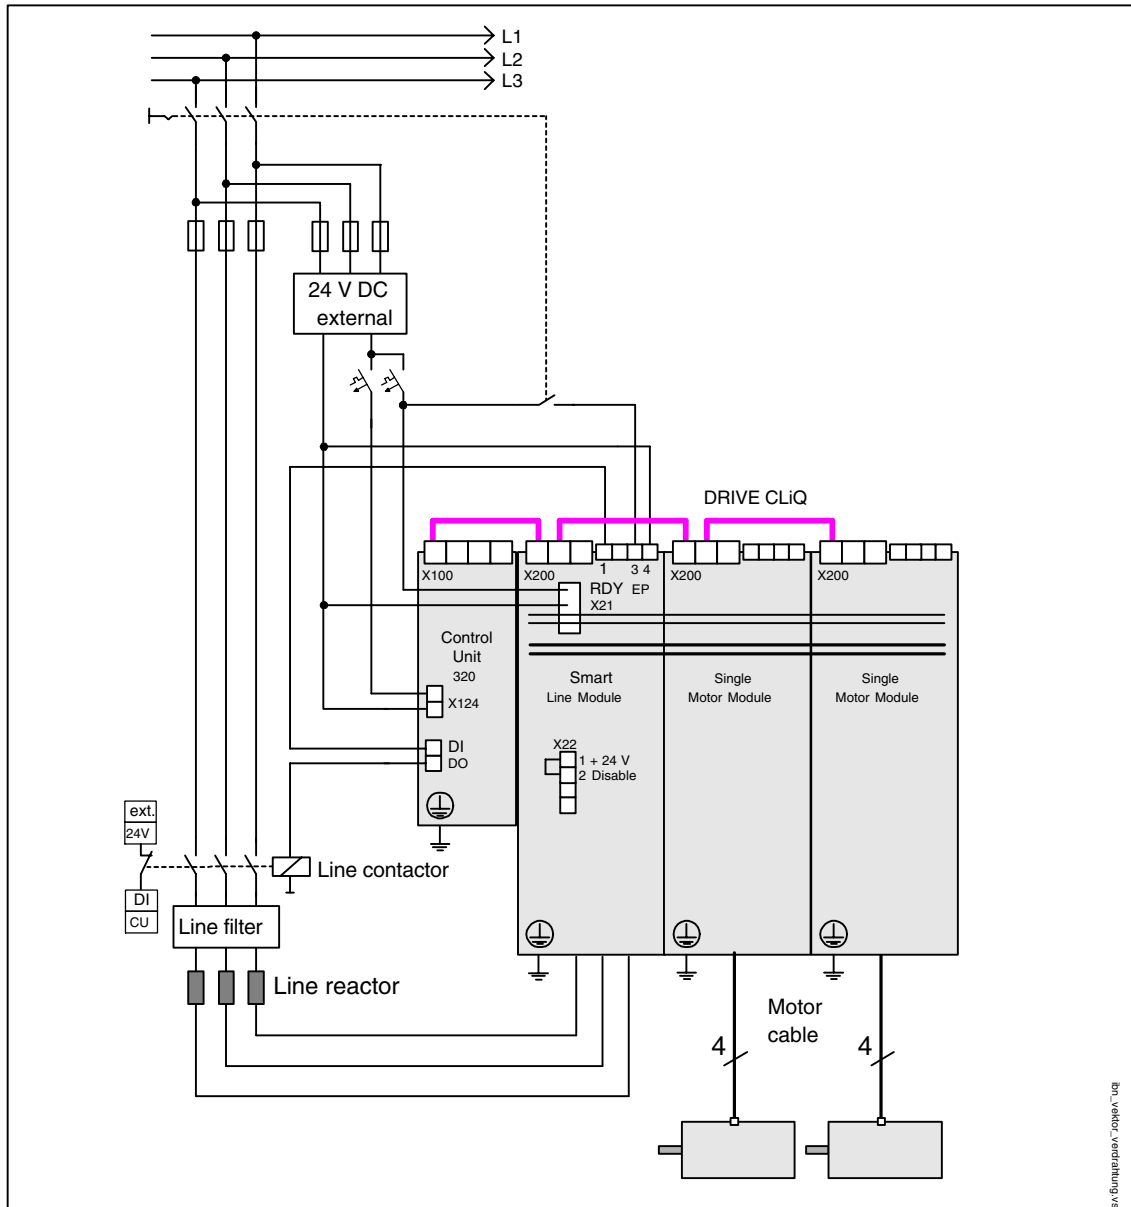 L1
L2
L3
24 V DC
external
DRIVE CLiQ
X100
X200
1
3 4
X200
X200
RDY EP
X21
Control
Unit
320
Smart
Line Module
Single
Motor Module
Single
Motor Module
X124
X22
DI
DO
1 + 24 V
2 Disable
ext.
24V
Line contactor
DI
CU
Line filter
Line reactor
Motor
cable
4
4
ibn_vektor_verdrahtung.vs